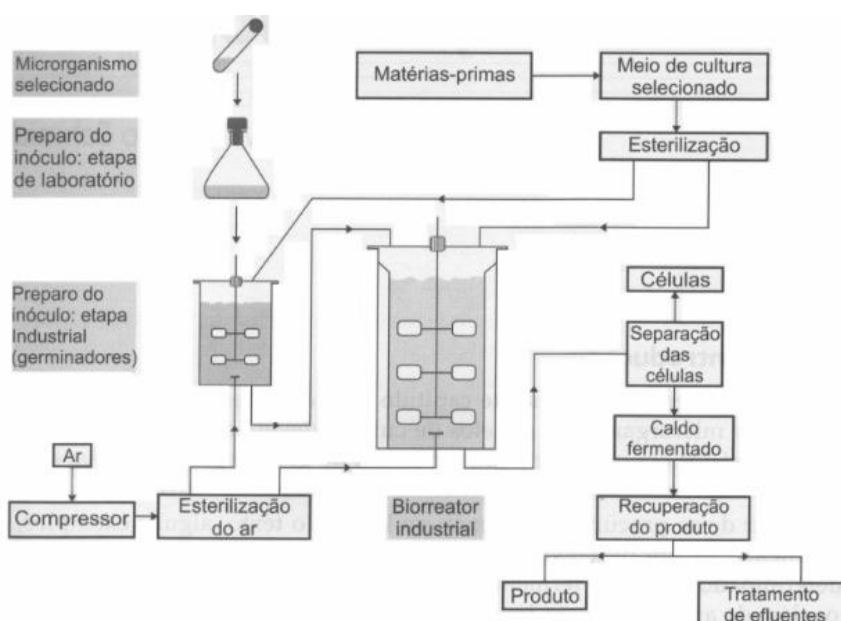 Microrganismo
selecionado
Matérias-primas
Meio de cultura
selecionado
Preparo do
inóculo: etapa
de laboratório
Esterilização
Preparo do
inóculo: etapa
Industrial
(germinadores)
Células
Separação
das
células
Caldo
fermentado
Ar
Compressor
Esterilização
do ar
Biorreator
industrial
Recuperação
do produto
Produto
Tratamento
de efluentes